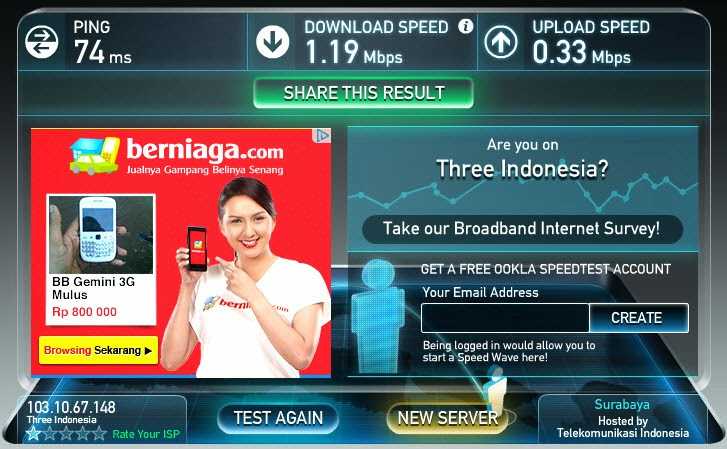 PING
74 ms
DOWNLOAD SPEED
1.19 Mbps
UPLOAD SPEED
0.33 Mbps
SHARE THIS RESULT
berniaga.com
Jualnya Gampang Belinya Senang
BB Gemini 3G
Mulus
Rp 800 000
Browsing Sekarang
Are you on
Three Indonesia?
Take our Broadband Internet Survey!
GET A FREE OOKLA SPEEDTEST ACCOUNT
Your Email Address
CREATE
Being logged in would allow you to
start a Speed Wave here!
103.10.67.148
Three Indonesia
Rate Your ISP
TEST AGAIN
NEW SERVER
Surabaya
Hosted by
Telekomunikasi Indonesia